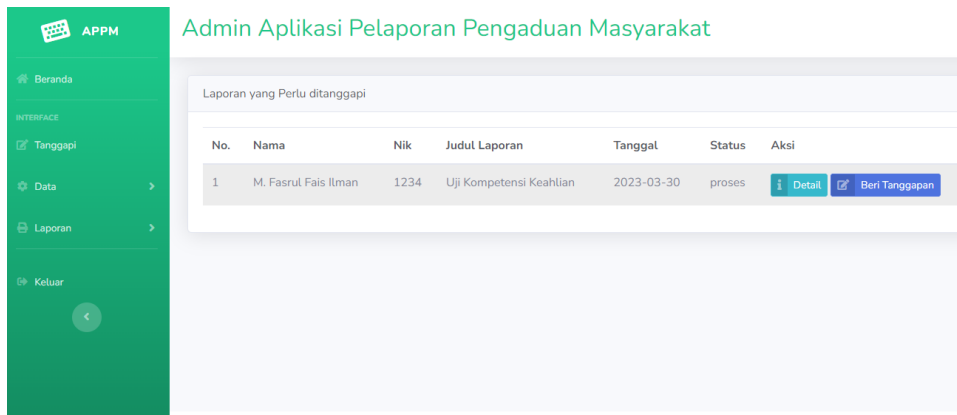 APPM
Admin Aplikasi Pelaporan Pengaduan Masyarakat
Beranda
INTERFACE
Tanggapi
Data
Laporan
Keluar
Laporan yang Perlu ditanggapi
No. Nama Nik Judul Laporan Tanggal Status Aksi
1 M. Fasrul Fais Ilman 1234 Uji Kompetensi Keahlian 2023-03-30 proses Detail Beri Tanggapan